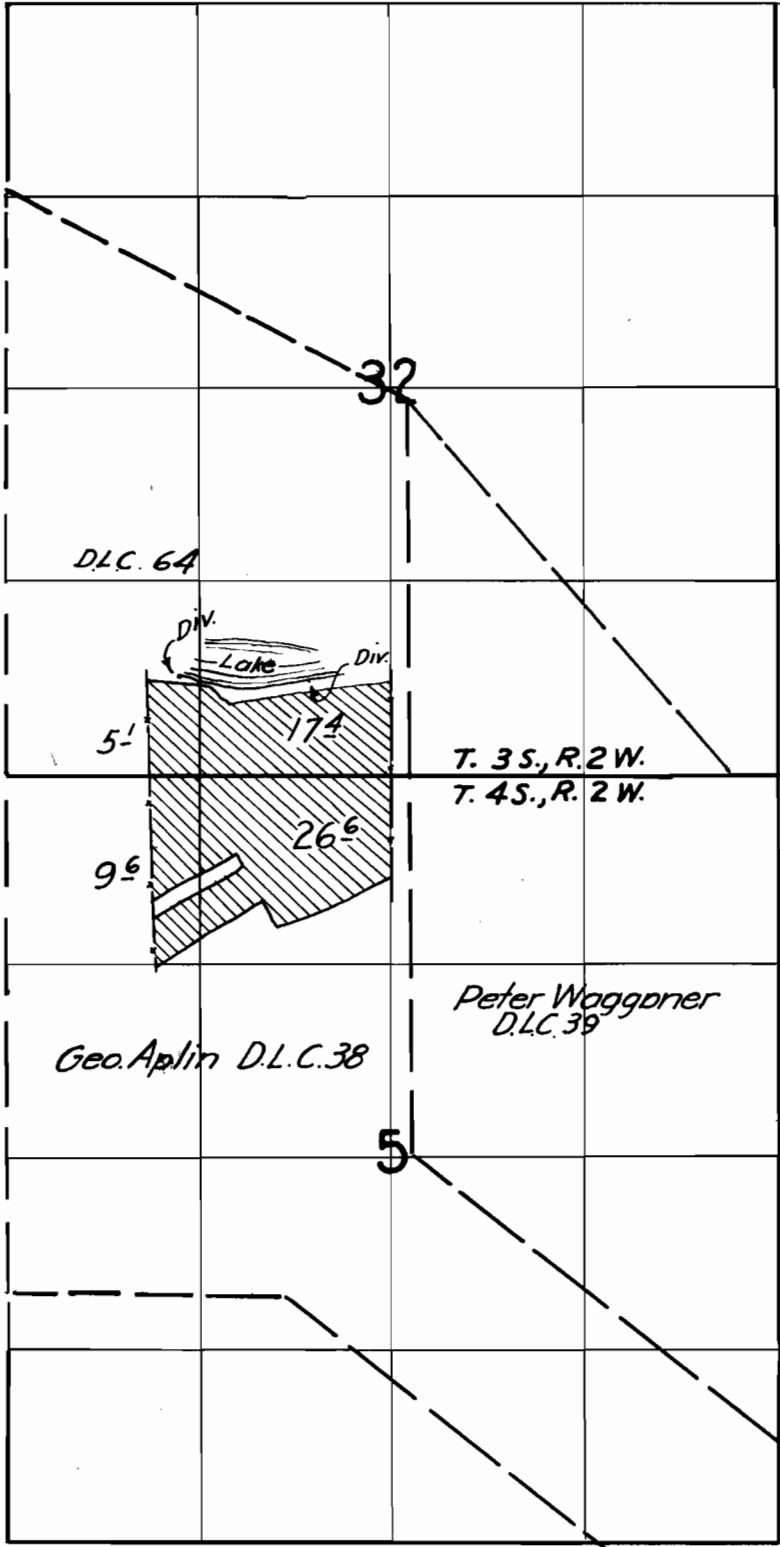 32
D.L.C. 64
Div.
Lake
Div.
5.1
17.4
T. 3 S., R. 2 W.
T. 4 S., R. 2 W.
26.6
9.6
Peter Waggoner
D.L.C. 39
Geo. Aplin D.L.C. 38
5